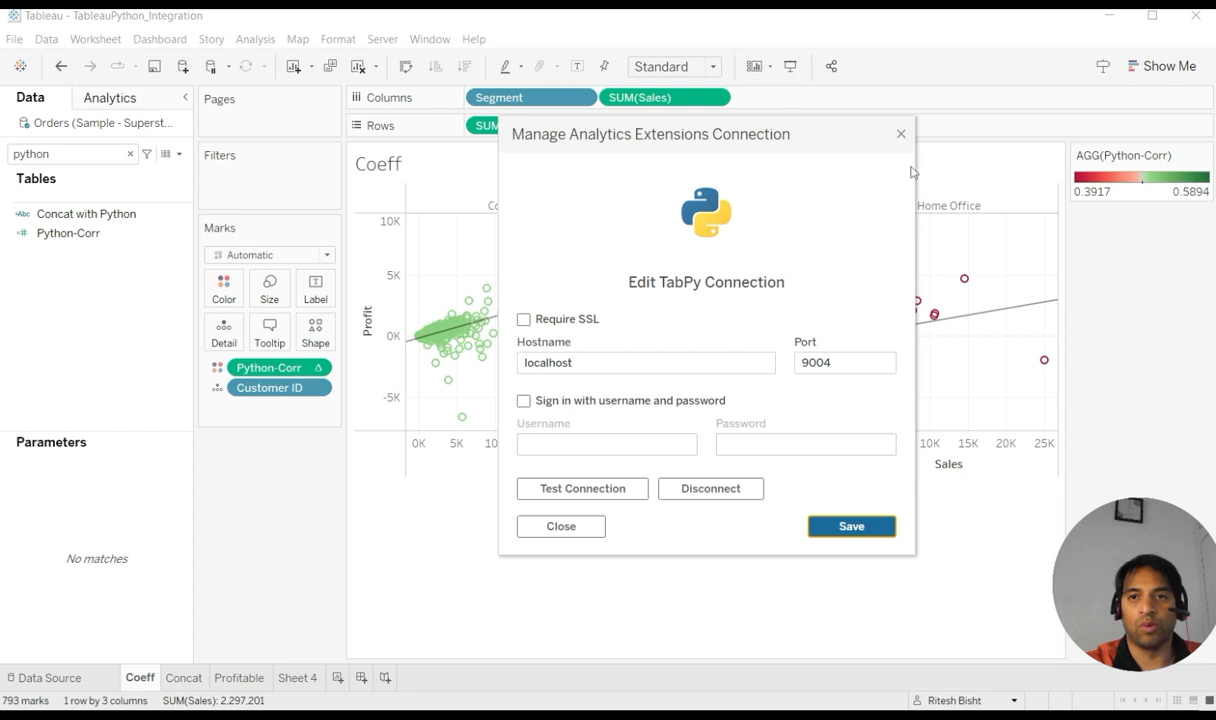 Tableau - TableauPython_Integration
File Data Worksheet Dashboard Story Analysis Map Format Server Window Help
Standard
Show Me
Data Analytics
Pages
Columns Segment SUM(Sales)
Orders (Sample - Superst...
Rows SUM
Manage Analytics Extensions Connection
python
Filters
Coeff
AGG(Python-Corr)
Tables
0.3917 0.5894
Home Office
Abc Concat with Python
Python-Corr
Marks
Automatic
Color Size Label
Detail Tooltip Shape
Python-Corr
Customer ID
Profit
10K
5K
0K
-5K
0K 5K
Edit TabPy Connection
Require SSL
Hostname Port
localhost 9004
Sign in with username and password
Username Password
Test Connection Disconnect
Close Save
10K 15K 20K 25K
Sales
Parameters
No matches
Data Source Coeff Concat Profitable Sheet 4
793 marks 1 row by 3 columns SUM(Sales): 2,297,201
Ritesh Bisht